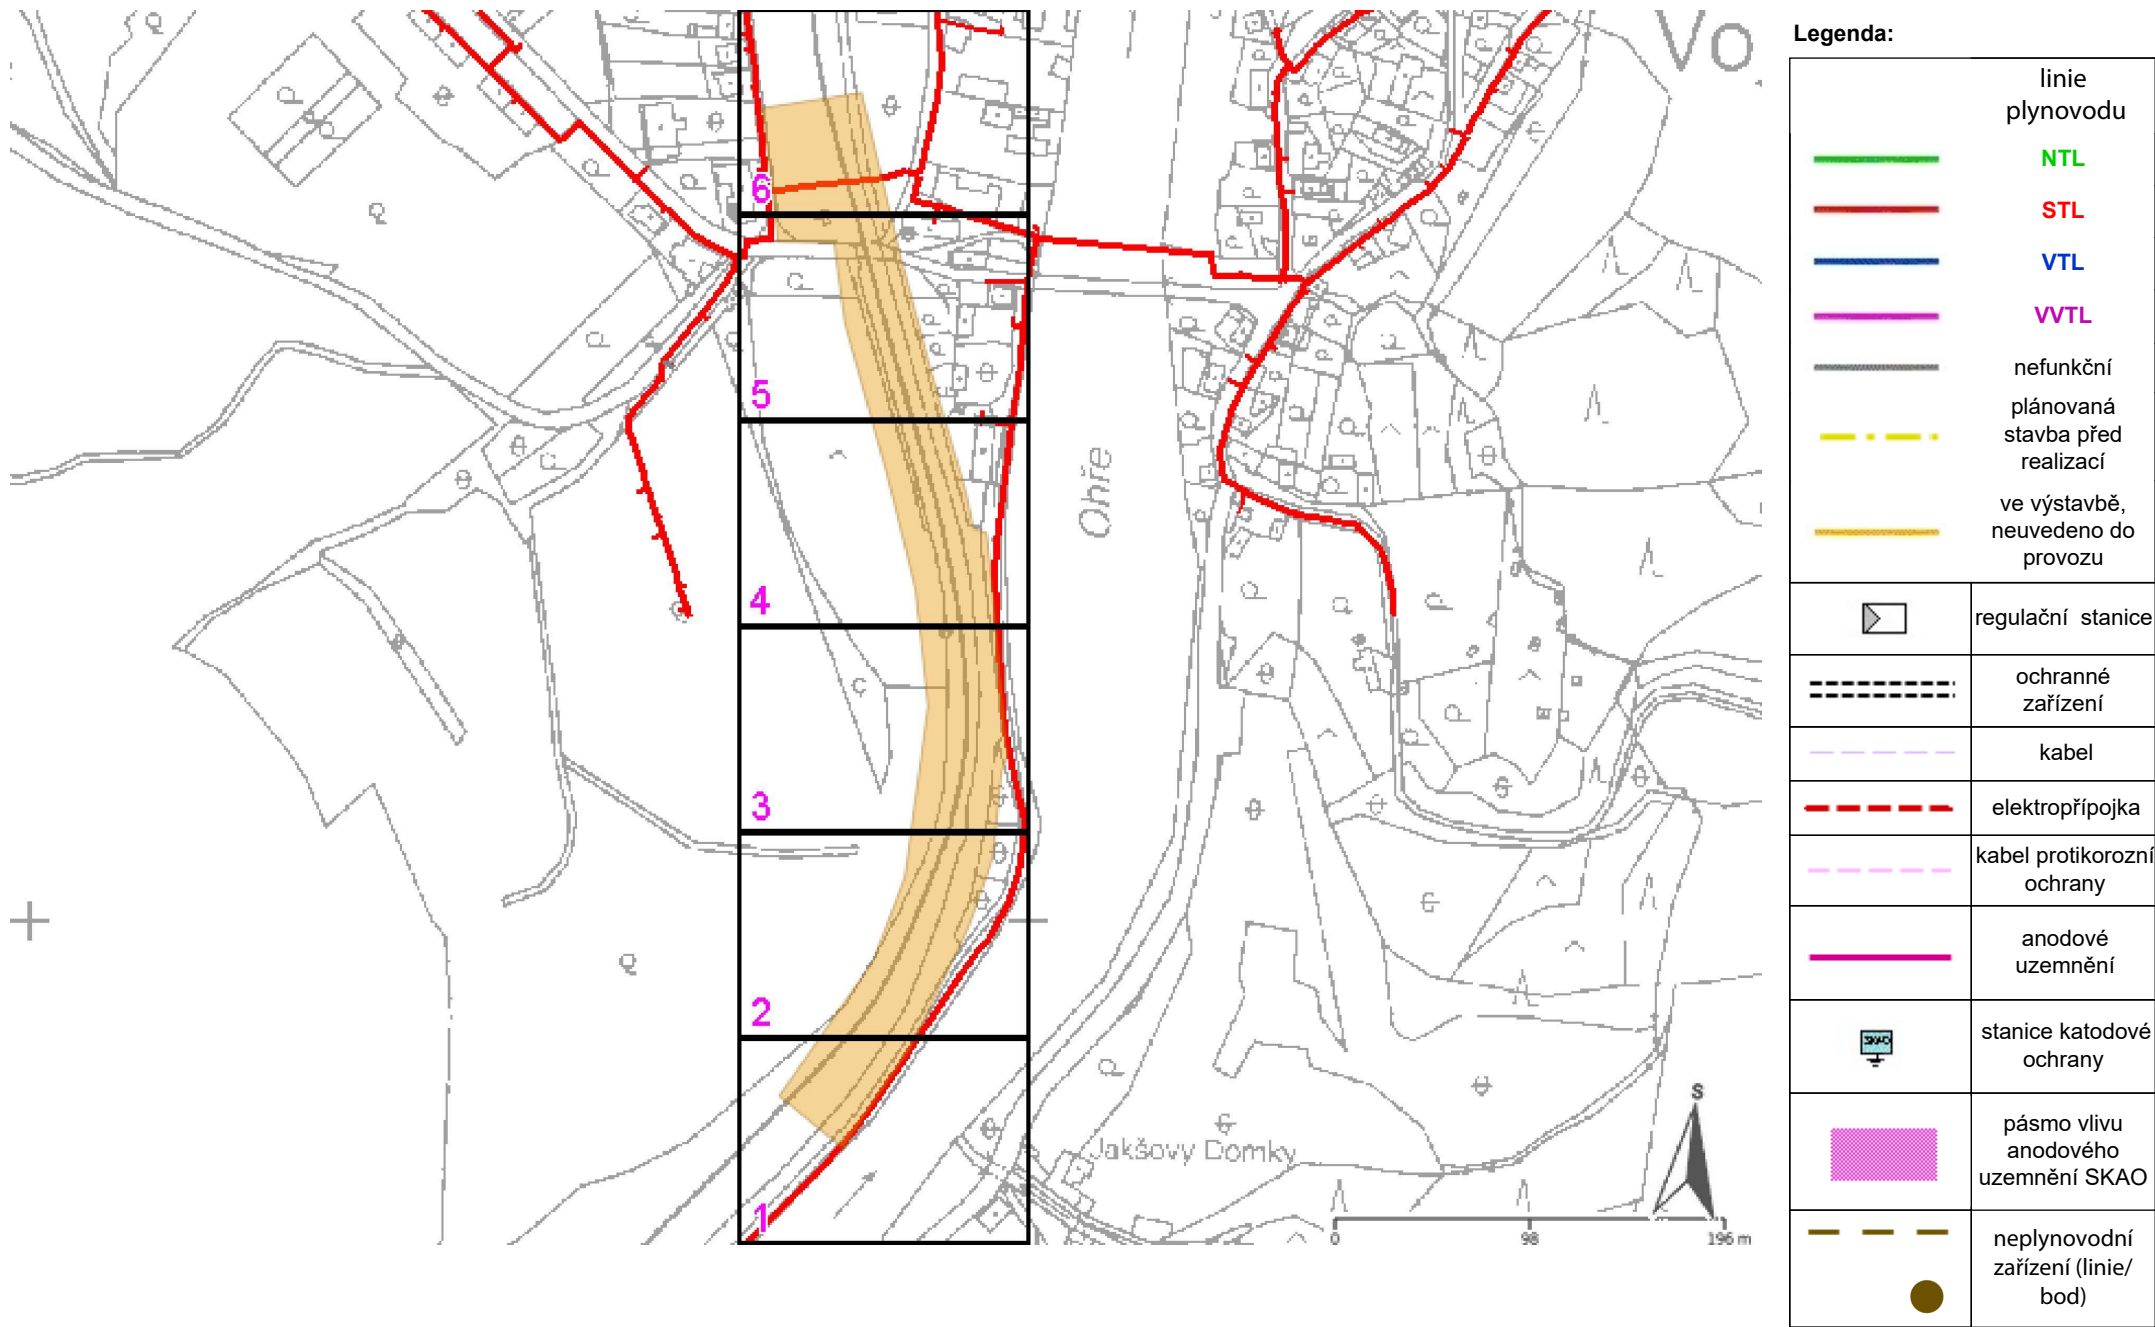 Vo
6
5
4
3
2
1
Ohře
Jakšovy Domky
S
0
98
196 m
Legenda:
linie
plynovodu
NTL
STL
VTL
VVTL
nefunkční
plánovaná
stavba před
realizací
ve výstavbě,
neuvedeno do
provozu
regulační stanice
ochranné
zařízení
kabel
elektropřípojka
kabel protikorozní
ochrany
anodové
uzemnění
SKAO
stanice katodové
ochrany
pásmo vlivu
anodového
uzemnění SKAO
neplynovodní
zařízení (linie/
bod)